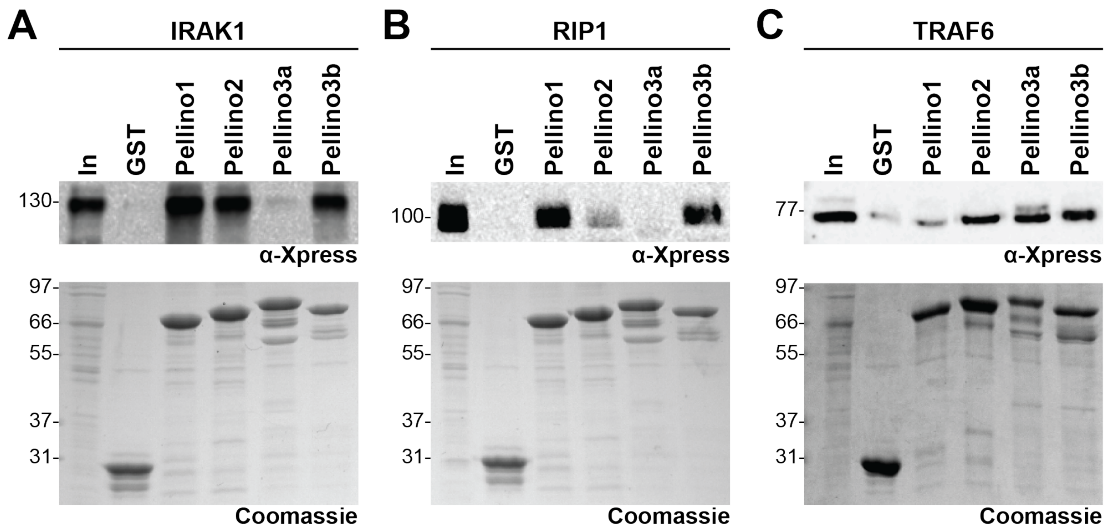 A
IRAK1
In
GST
Pellino1
Pellino2
Pellino3a
Pellino3b
130-
α-Xpress
97-
66-
55-
37-
31-
Coomassie
B
RIP1
In
GST
Pellino1
Pellino2
Pellino3a
Pellino3b
100-
α-Xpress
97-
66-
55-
37-
31-
Coomassie
C
TRAF6
In
GST
Pellino1
Pellino2
Pellino3a
Pellino3b
77-
α-Xpress
97-
66-
55-
37-
31-
Coomassie